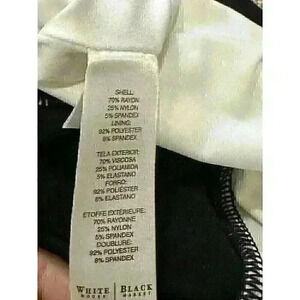 SHELL:
70% RAYON
25% NYLON
5% SPANDEX
LINING:
92% POLYESTER
8% SPANDEX
TELA EXTERIOR:
70% VISCOSA
25% POLIAMIDA
5% ELASTANO
FORRO:
92% POLIÉSTER
8% ELASTANO
ETOFFE EXTÉRIEURE:
70% RAYONNE
25% NYLON
5% SPANDEX
DOUBLURE:
92% POLYESTER
8% SPANDEX
WHITE | BLACK
HOUSE | MARKET